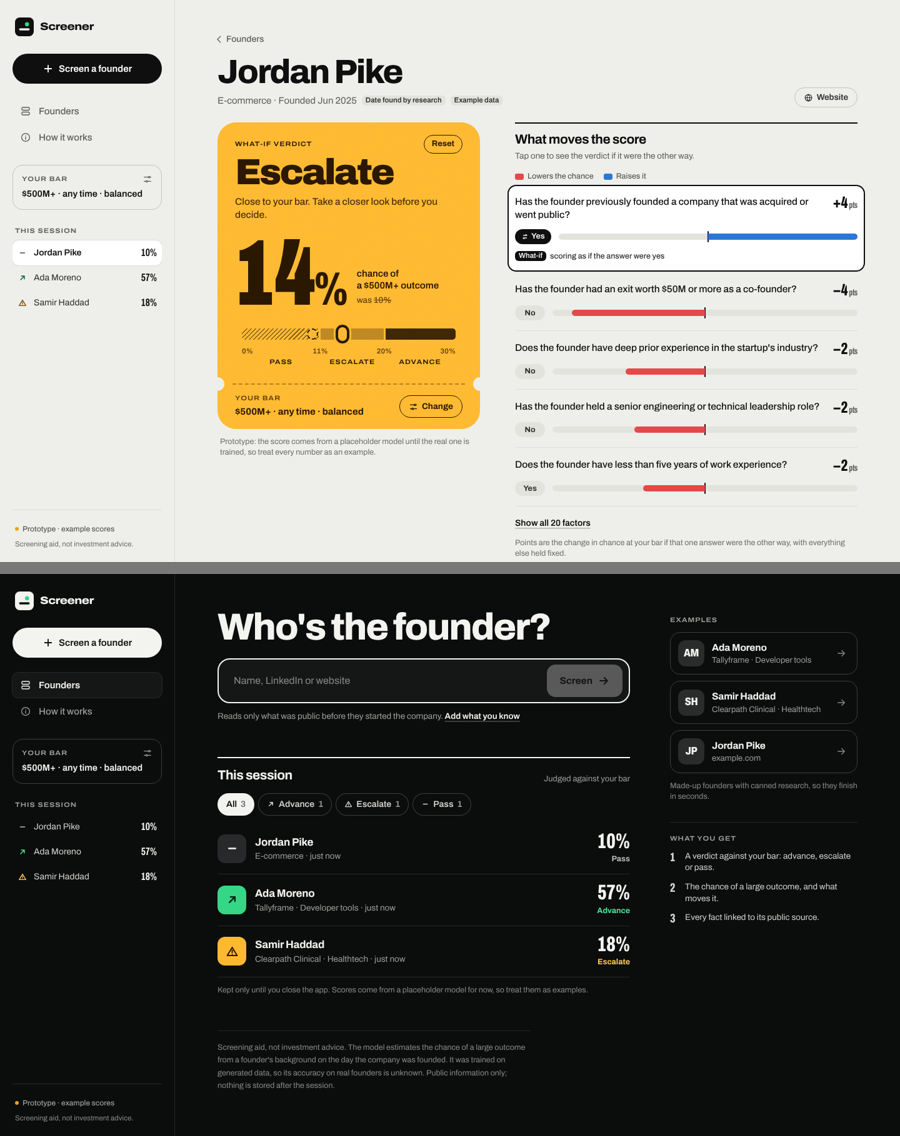 Screener
Screen a founder
Founders
How it works
YOUR BAR
$500M+ · any time · balanced
THIS SESSION
Jordan Pike 10%
Ada Moreno 57%
Samir Haddad 18%
Prototype · example scores
Screening aid, not investment advice.
Founders
Jordan Pike
E-commerce · Founded Jun 2025 Date found by research Example data
Website
WHAT-IF VERDICT
Reset
Escalate
Close to your bar. Take a closer look before you
decide.
14%
chance of
a $500M+ outcome
was 10%
0% 11% 20% 30%
PASS ESCALATE ADVANCE
YOUR BAR
$500M+ · any time · balanced
Change
Prototype: the score comes from a placeholder model until the real one is
trained, so treat every number as an example.
What moves the score
Tap one to see the verdict if it were the other way.
Lowers the chance Raises it
Has the founder previously founded a company that was acquired or
went public?
+4 pts
Yes
What-if scoring as if the answer were yes
Has the founder had an exit worth $50M or more as a co-founder? −4 pts
No
Does the founder have deep prior experience in the startup's industry? −2 pts
No
Has the founder held a senior engineering or technical leadership role? −2 pts
No
Does the founder have less than five years of work experience? −2 pts
Yes
Show all 20 factors
Points are the change in chance at your bar if that one answer were the other way, with everything
else held fixed.
Screener
Screen a founder
Founders
How it works
YOUR BAR
$500M+ · any time · balanced
THIS SESSION
Jordan Pike 10%
Ada Moreno 57%
Samir Haddad 18%
Prototype · example scores
Screening aid, not investment advice.
Who's the founder?
Name, LinkedIn or website
Screen
Reads only what was public before they started the company. Add what you know
This session
Judged against your bar
All 3 Advance 1 Escalate 1 Pass 1
Jordan Pike
E-commerce · just now
10%
Pass
Ada Moreno
Tallyframe · Developer tools · just now
57%
Advance
Samir Haddad
Clearpath Clinical · Healthtech · just now
18%
Escalate
Kept only until you close the app. Scores come from a placeholder model for now, so treat them as examples.
Screening aid, not investment advice. The model estimates the chance of a large outcome
from a founder's background on the day the company was founded. It was trained on
generated data, so its accuracy on real founders is unknown. Public information only;
nothing is stored after the session.
EXAMPLES
AM
Ada Moreno
Tallyframe · Developer tools
SH
Samir Haddad
Clearpath Clinical · Healthtech
JP
Jordan Pike
example.com
Made-up founders with canned research, so they finish
in seconds.
WHAT YOU GET
1 A verdict against your bar: advance, escalate
or pass.
2 The chance of a large outcome, and what
moves it.
3 Every fact linked to its public source.